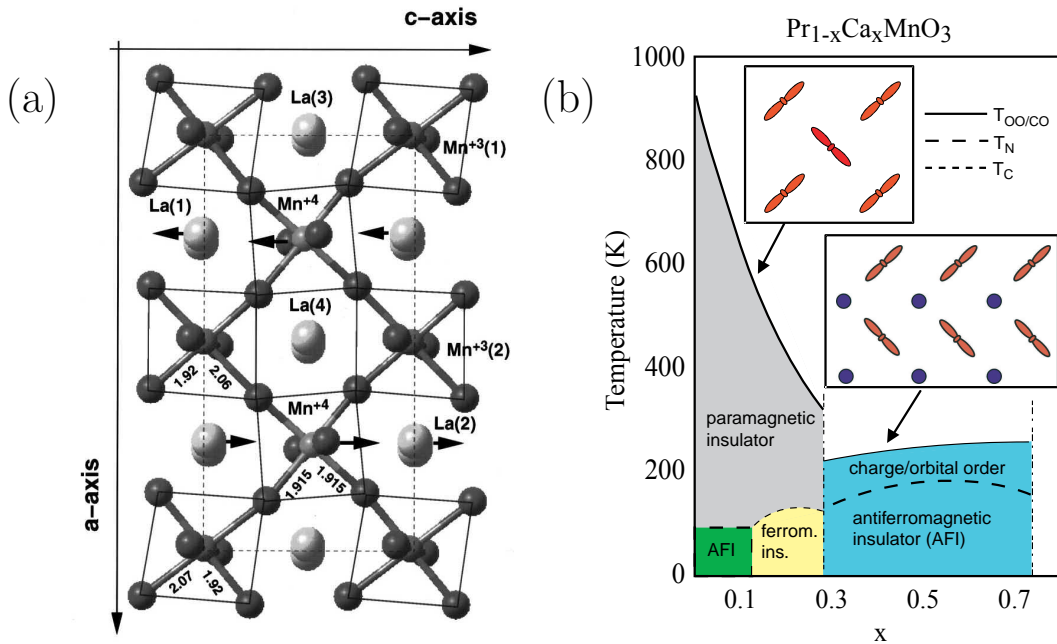 (a)
c−axis
La(3)
Mn+3(1)
La(1)
Mn+4
La(4)
Mn+3(2)
1.92
2.06
Mn+4
La(2)
1.915
1.915
2.07
1.92
a−axis
(b)
Pr1-xCaxMnO3
Temperature (K)
1000
800
600
400
200
0
TOO/CO
TN
TC
paramagnetic
insulator
charge/orbital order
antiferromagnetic
insulator (AFI)
ferrom.
ins.
AFI
0.1
0.3
0.5
0.7
x